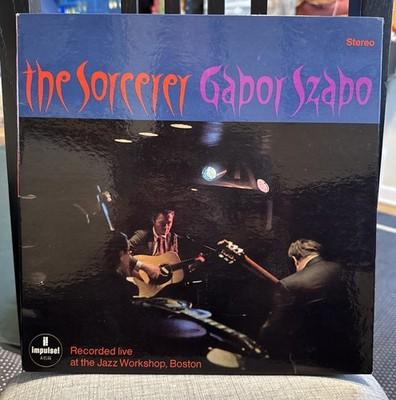 Stereo
the Sorcerer Gabor Szabo
Recorded live
at the Jazz Workshop, Boston
impulse!